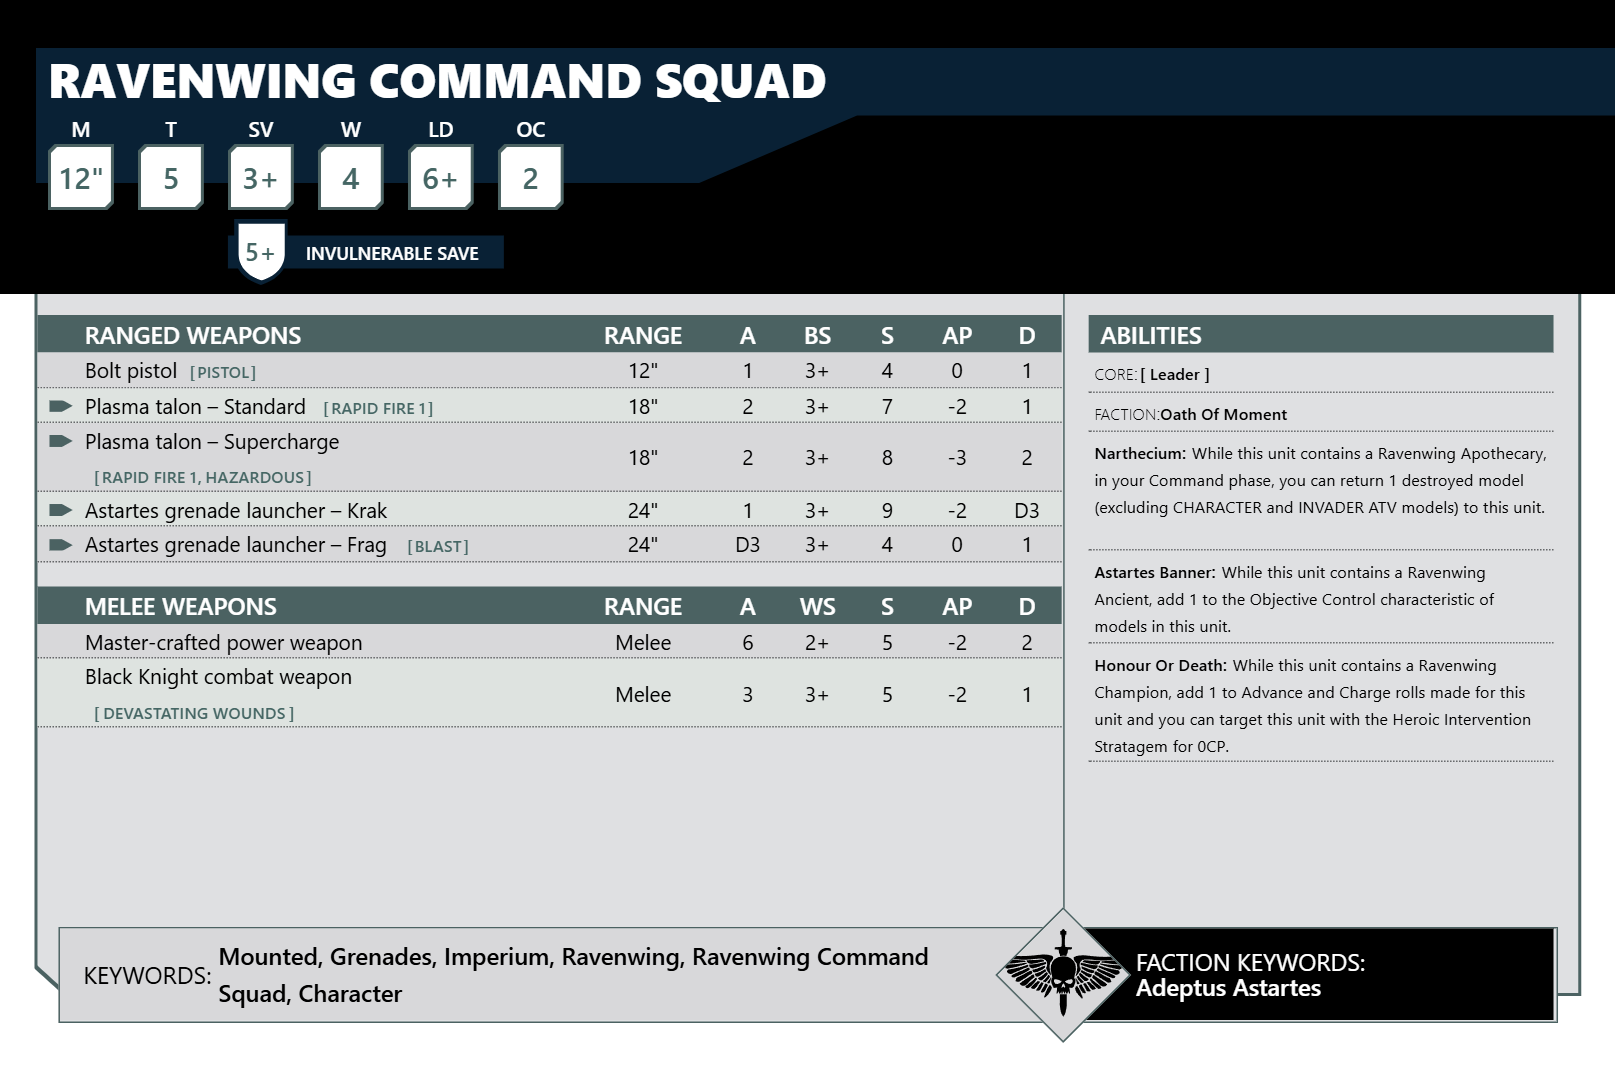 RAVENWING COMMAND SQUAD
M T SV W LD OC
12" 5 3+ 4 6+ 2
5+ INVULNERABLE SAVE
RANGED WEAPONS RANGE A BS S AP D
Bolt pistol [PISTOL] 12" 1 3+ 4 0 1
Plasma talon – Standard [RAPID FIRE 1] 18" 2 3+ 7 -2 1
Plasma talon – Supercharge
[RAPID FIRE 1, HAZARDOUS] 18" 2 3+ 8 -3 2
Astartes grenade launcher – Krak 24" 1 3+ 9 -2 D3
Astartes grenade launcher – Frag [BLAST] 24" D3 3+ 4 0 1
MELEE WEAPONS RANGE A WS S AP D
Master-crafted power weapon Melee 6 2+ 5 -2 2
Black Knight combat weapon
[DEVASTATING WOUNDS] Melee 3 3+ 5 -2 1
ABILITIES
CORE:[ Leader ]
FACTION:Oath Of Moment
Narthecium: While this unit contains a Ravenwing Apothecary,
in your Command phase, you can return 1 destroyed model
(excluding CHARACTER and INVADER ATV models) to this unit.
Astartes Banner: While this unit contains a Ravenwing
Ancient, add 1 to the Objective Control characteristic of
models in this unit.
Honour Or Death: While this unit contains a Ravenwing
Champion, add 1 to Advance and Charge rolls made for this
unit and you can target this unit with the Heroic Intervention
Stratagem for 0CP.
KEYWORDS: Mounted, Grenades, Imperium, Ravenwing, Ravenwing Command
Squad, Character
FACTION KEYWORDS:
Adeptus Astartes